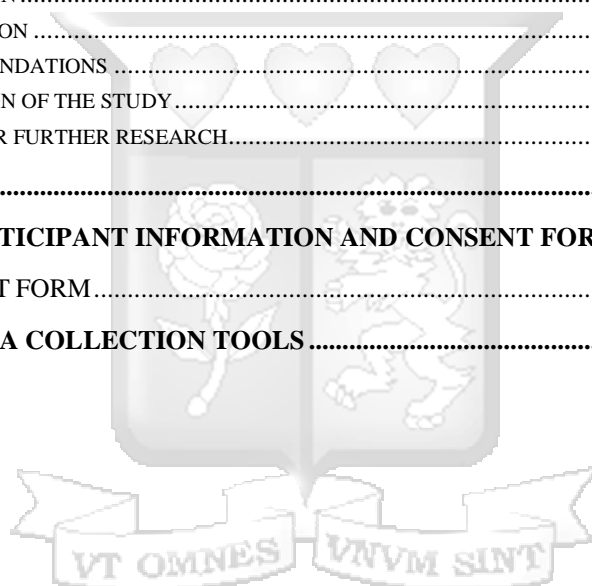 N ....................................................................................
ON ....................................................................................
NDATIONS ....................................................................................
N OF THE STUDY....................................................................................
R FURTHER RESEARCH....................................................................................
....................................................................................
TICIPANT INFORMATION AND CONSENT FOR
T FORM....................................................................................
A COLLECTION TOOLS ....................................................................................
VT OMNES VNVM SINT